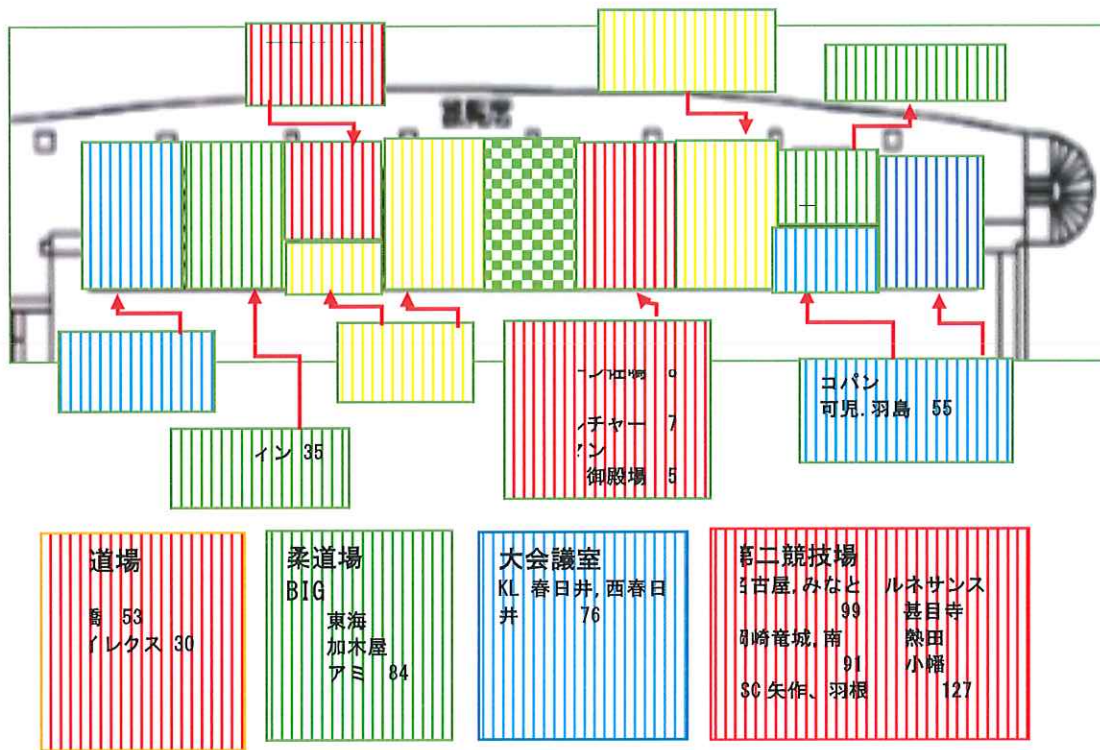 コパン
可児.羽島 55
チャー 7
御殿場 5
イン 35
道場
53
イレクス 30
柔道場
BIG
東海
加木屋
アミ 84
大会議室
KL 春日井,西春日
井 76
第二競技場
名古屋,みなと ルネサンス
99 甚目寺
岡崎竜城,南 熱田
91 小幡
SC 矢作、羽根 127